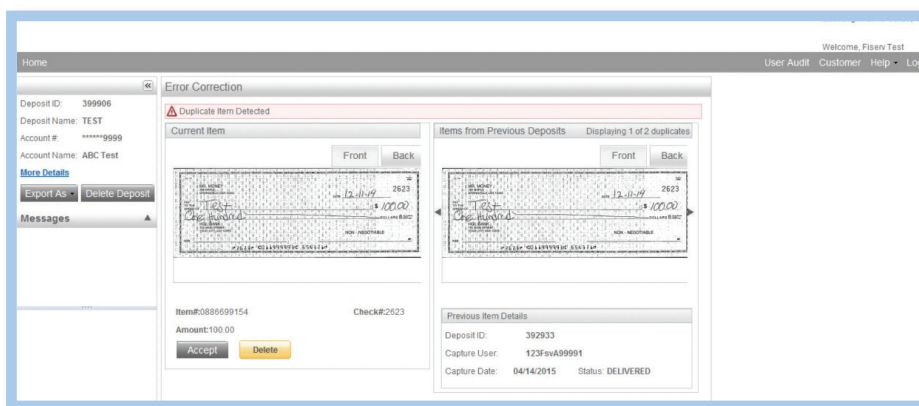 Welcome, Fiserv Test
Home
User Audit Customer Help
Deposit ID: 399906
Deposit Name: TEST
Account #: ******9999
Account Name: ABC Test
More Details
Export As Delete Deposit
Messages
Error Correction
Duplicate Item Detected
Current Item
Front Back
MR. MONEY
2623
12-11-14
Test
$ 100.00
One Hundred
NON - NEGOTIABLE
Item#:0886699154 Check#:2623
Amount:100.00
Accept Delete
Items from Previous Deposits Displaying 1 of 2 duplicates
Front Back
MR. MONEY
2623
12-11-14
Test
$ 100.00
One Hundred
NON - NEGOTIABLE
Previous Item Details
Deposit ID: 392933
Capture User: 123FsvA99991
Capture Date: 04/14/2015 Status: DELIVERED